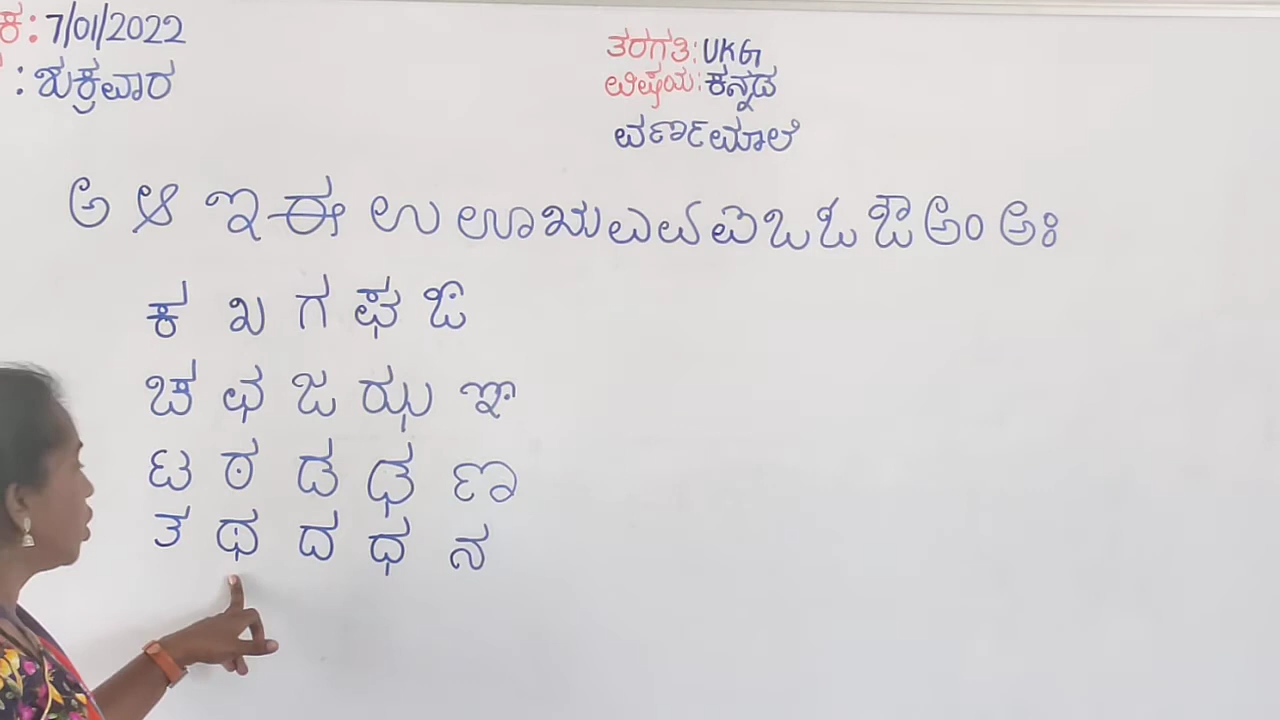 ಕ: 7/01/2022
: ಶುಕ್ರವಾರ
ತರಗತಿ: UKG
ವಿಷಯ: ಕನ್ನಡ
ವರ್ಣಮಾಲೆ
ಅ ಆ ಇ ಈ ಉ ಊ ಋ ಎ ಏ ಐ ಒ ಓ ಔ ಅಂ ಅಃ
ಕ ಖ ಗ ಘ ಙ
ಚ ಛ ಜ ಝ ಞ
ಟ ಠ ಡ ಢ ಣ
ತ ಥ ದ ಧ ನ